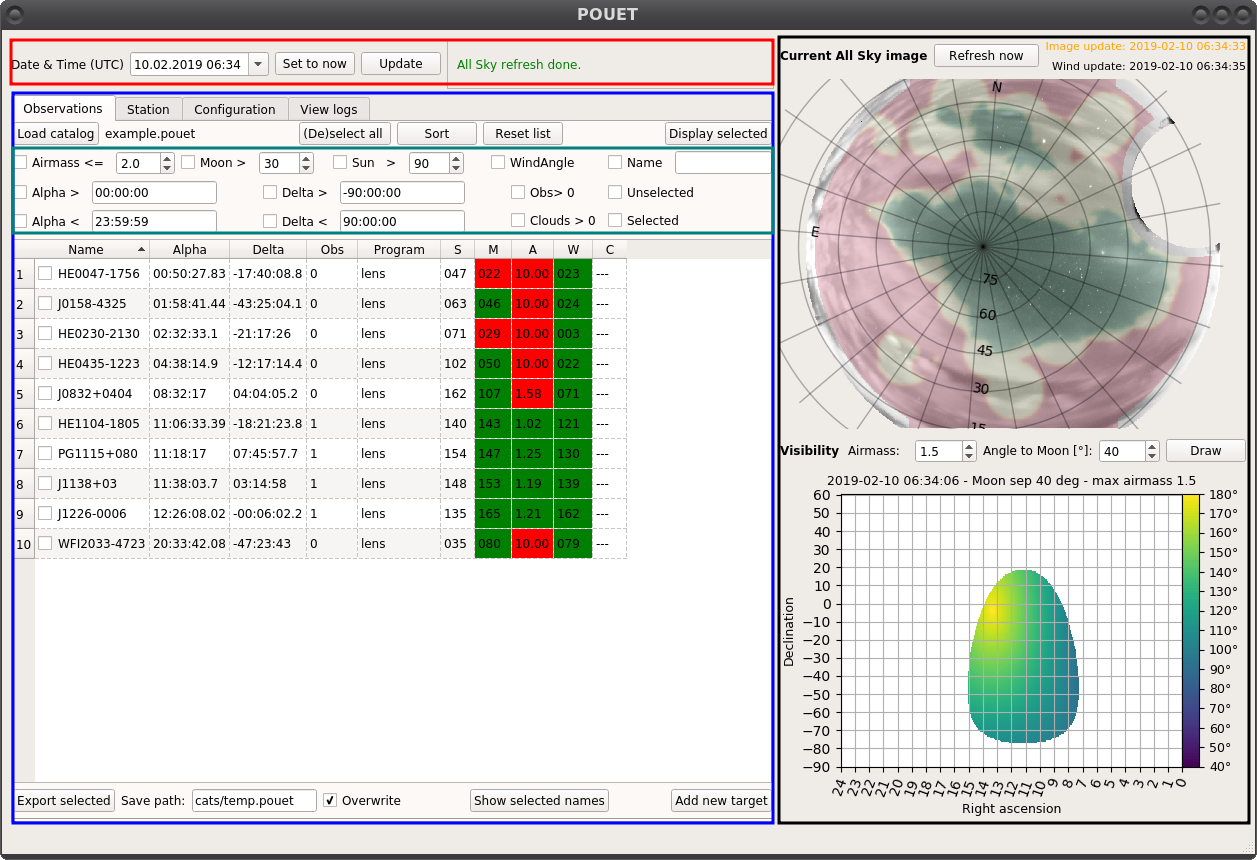 POUET
Date & Time (UTC) 10.02.2019 06:34 Set to now Update All Sky refresh done.
Observations Station Configuration View logs
Load catalog example.pouet (De)select all Sort Reset list Display selected
Airmass <= 2.0 Moon > 30 Sun > 90 WindAngle Name
Alpha > 00:00:00 Delta > -90:00:00 Obs> 0 Unselected
Alpha < 23:59:59 Delta < 90:00:00 Clouds > 0 Selected
Name Alpha Delta Obs Program S M A W C
1 HE0047-1756 00:50:27.83 -17:40:08.8 0 lens 047 022 10.00 023 ---
2 J0158-4325 01:58:41.44 -43:25:04.1 0 lens 063 046 10.00 024 ---
3 HE0230-2130 02:32:33.1 -21:17:26 0 lens 071 029 10.00 003 ---
4 HE0435-1223 04:38:14.9 -12:17:14.4 0 lens 102 050 10.00 022 ---
5 J0832+0404 08:32:17 04:04:05.2 0 lens 162 107 1.58 071 ---
6 HE1104-1805 11:06:33.39 -18:21:23.8 1 lens 140 143 1.02 121 ---
7 PG1115+080 11:18:17 07:45:57.7 1 lens 154 147 1.25 130 ---
8 J1138+03 11:38:03.7 03:14:58 1 lens 148 153 1.19 139 ---
9 J1226-0006 12:26:08.02 -00:06:02.2 1 lens 135 165 1.21 162 ---
10 WFI2033-4723 20:33:42.08 -47:23:43 0 lens 035 080 10.00 079 ---
Export selected Save path: cats/temp.pouet Overwrite Show selected names Add new target
Current All Sky image Refresh now
Image update: 2019-02-10 06:34:33
Wind update: 2019-02-10 06:34:35
N
E
75
60
45
30
15
Visibility Airmass: 1.5 Angle to Moon [°]: 40 Draw
2019-02-10 06:34:06 - Moon sep 40 deg - max airmass 1.5
60
50
40
30
20
10
0
−10
−20
−30
−40
−50
−60
−70
−80
−90
Declination
24 23 22 21 20 19 18 17 16 15 14 13 12 11 10 9 8 7 6 5 4 3 2 1 0
Right ascension
180°
170°
160°
150°
140°
130°
120°
110°
100°
90°
80°
70°
60°
50°
40°